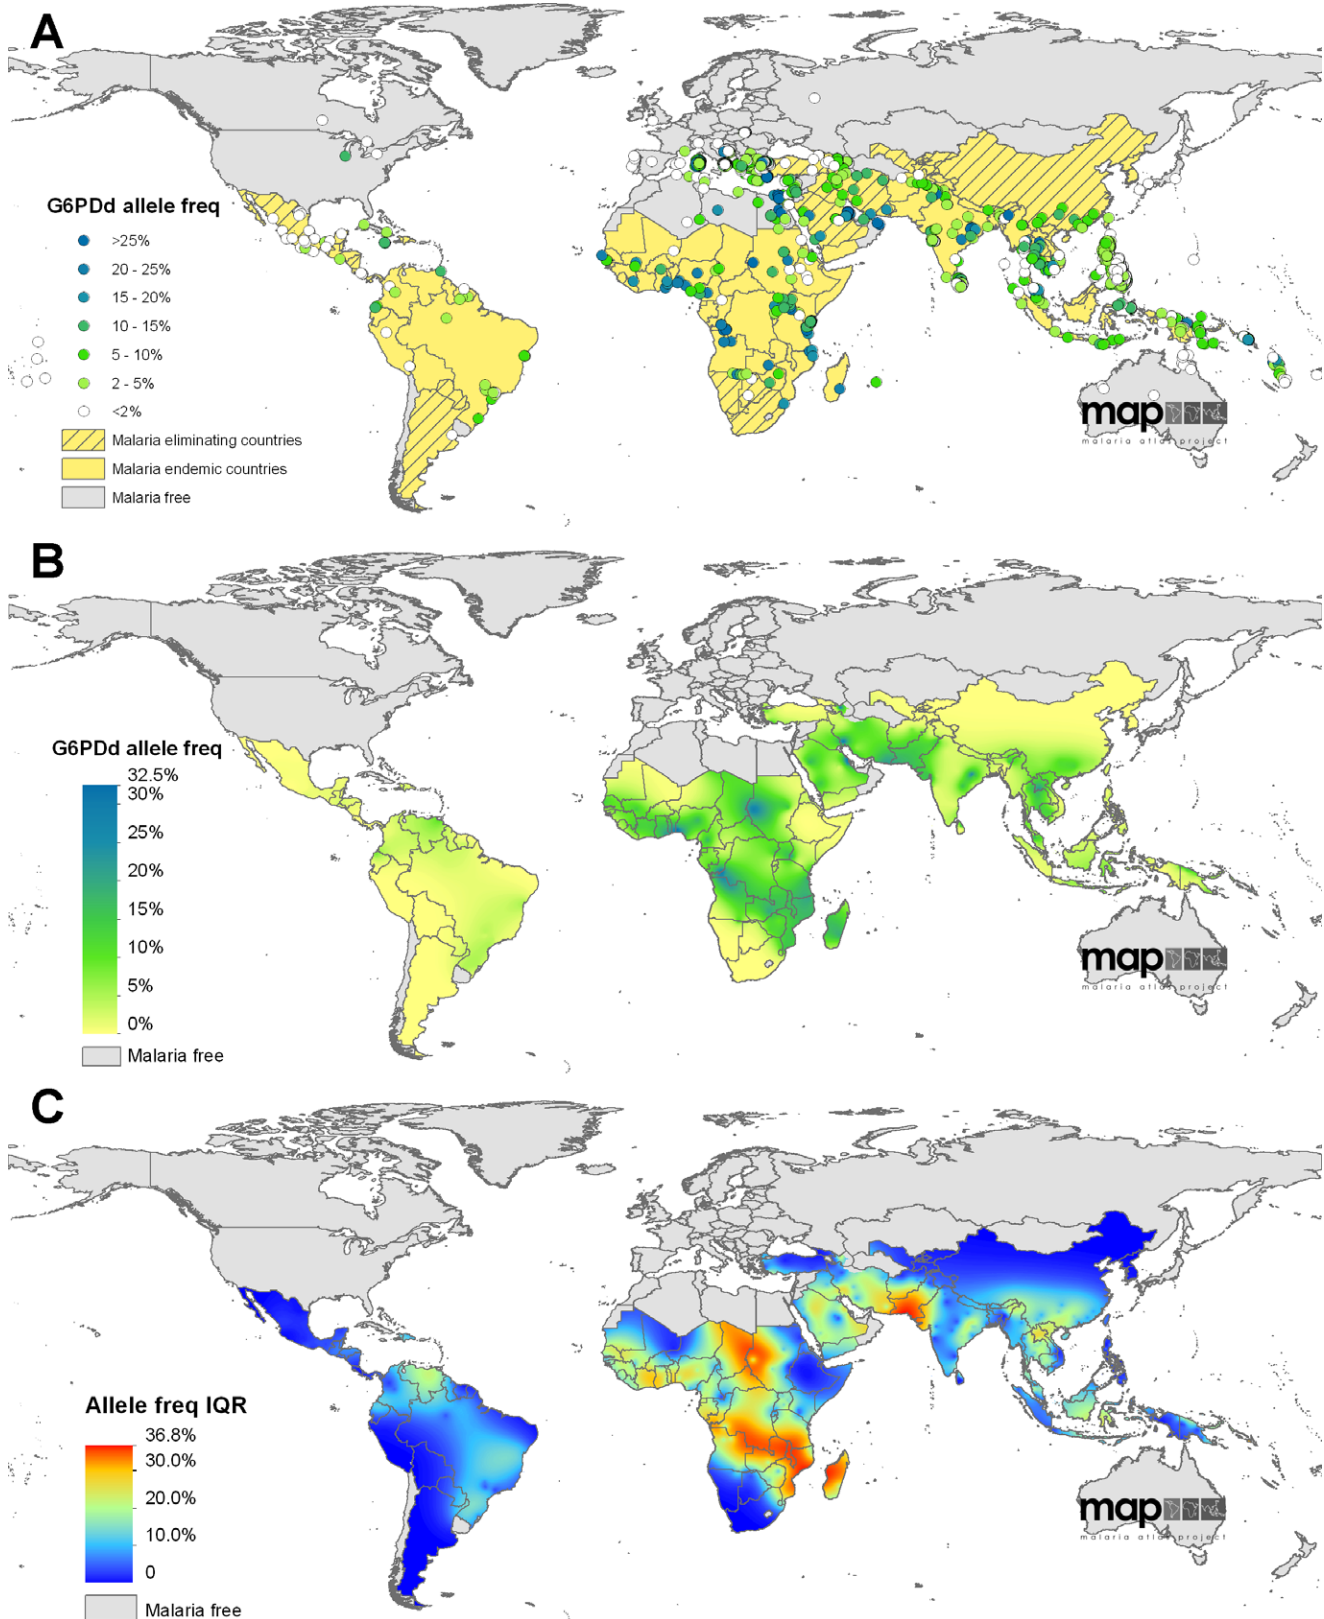 A
G6PDd allele freq
>25%
20 - 25%
15 - 20%
10 - 15%
5 - 10%
2 - 5%
<2%
Malaria eliminating countries
Malaria endemic countries
Malaria free
map
malaria atlas project
B
G6PDd allele freq
32.5%
30%
25%
20%
15%
10%
5%
0%
Malaria free
map
malaria atlas project
C
Allele freq IQR
36.8%
30.0%
20.0%
10.0%
0
Malaria free
map
malaria atlas project